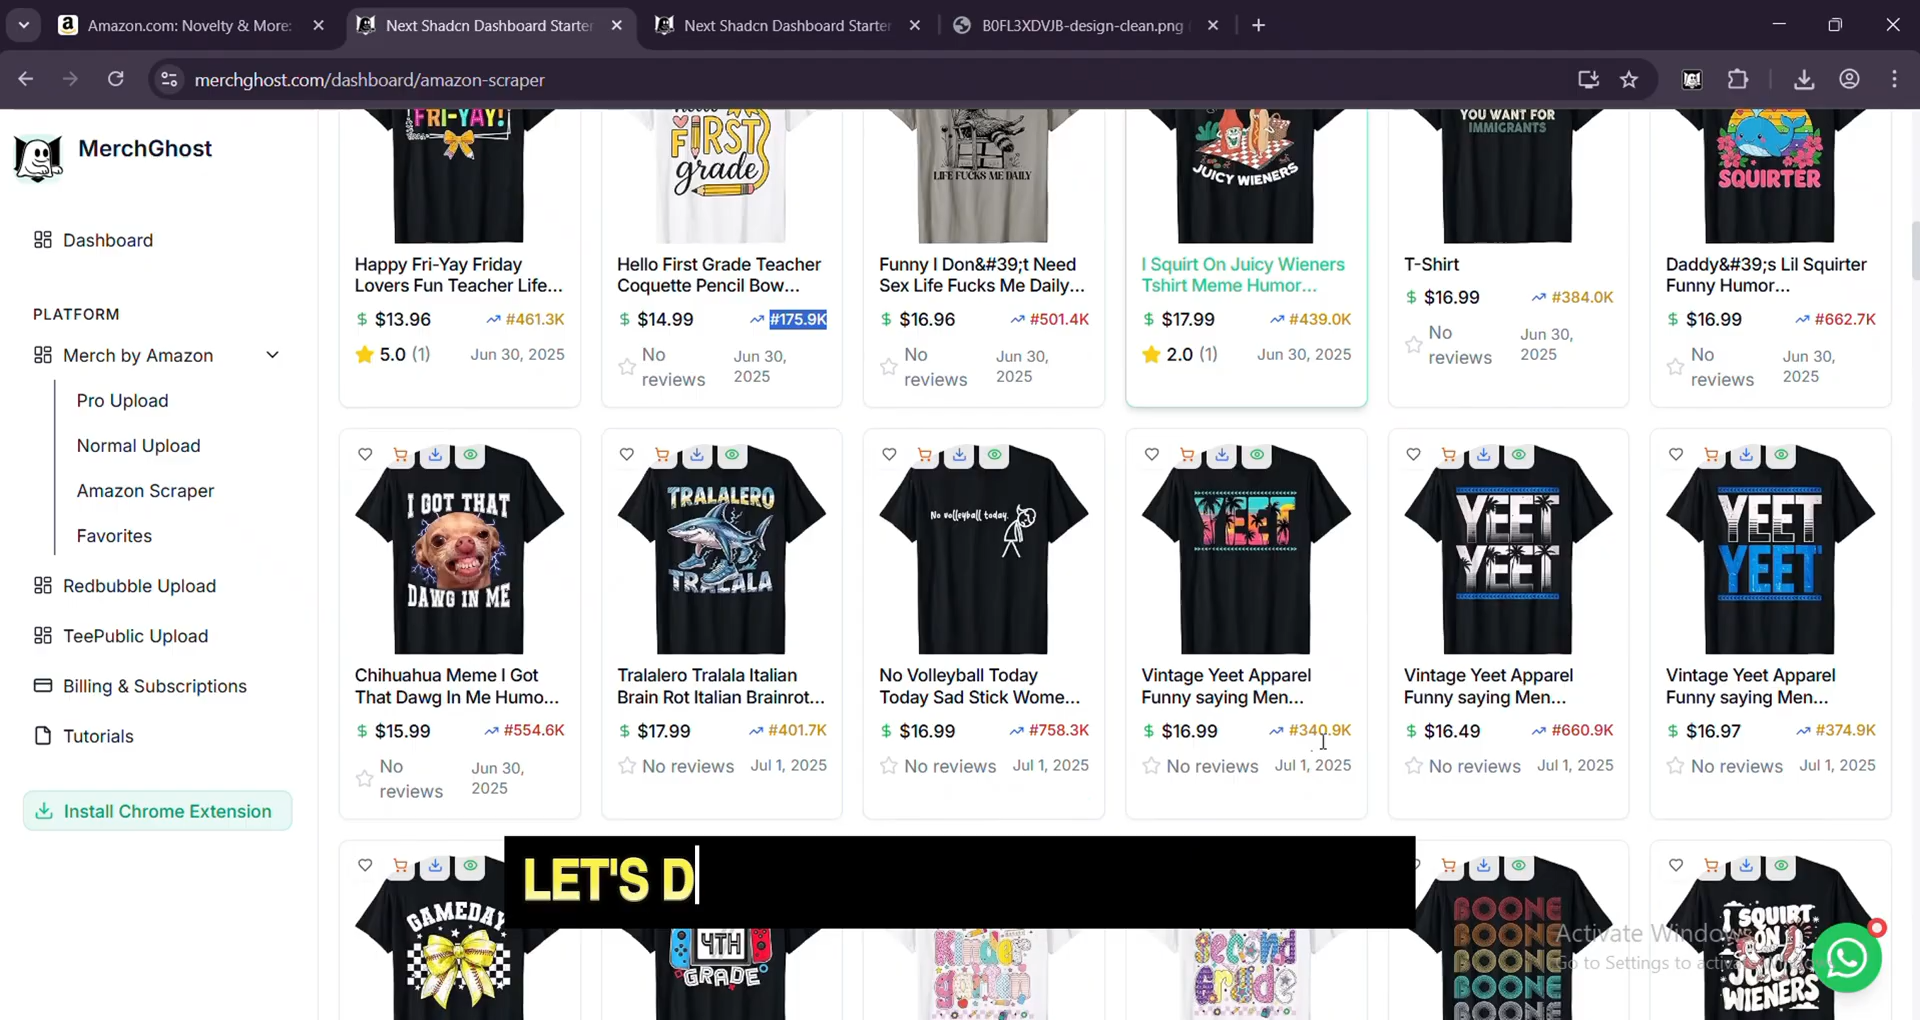 Amazon.com: Novelty & More:
Next Shadcn Dashboard Starter
Next Shadcn Dashboard Starter
B0FL3XDVJB-design-clean.png
merchghost.com/dashboard/amazon-scraper
MerchGhost
Dashboard
PLATFORM
Merch by Amazon
Pro Upload
Normal Upload
Amazon Scraper
Favorites
Redbubble Upload
TeePublic Upload
Billing & Subscriptions
Tutorials
Install Chrome Extension
FRI-YAY!
FIRST
grade
LIFE FUCKS ME DAILY
JUICY WIENERS
YOU WANT FOR
IMMIGRANTS
SQUIRTER
Happy Fri-Yay Friday
Lovers Fun Teacher Life...
$13.96 #461.3K
5.0 (1) Jun 30, 2025
Hello First Grade Teacher
Coquette Pencil Bow...
$14.99 #175.9K
No reviews
Jun 30, 2025
Funny I Don&#39;t Need
Sex Life Fucks Me Daily...
$16.96 #501.4K
No reviews
Jun 30, 2025
I Squirt On Juicy Wieners
Tshirt Meme Humor...
$17.99 #439.0K
2.0 (1) Jun 30, 2025
T-Shirt
$16.99 #384.0K
No reviews
Jun 30, 2025
Daddy&#39;s Lil Squirter
Funny Humor...
$16.99 #662.7K
No reviews
Jun 30, 2025
I GOT THAT
DAWG IN ME
TRALALERO
TRALALA
No volleyball today.
YEET
YEET
YEET
YEET
YEET
Chihuahua Meme I Got
That Dawg In Me Humo...
$15.99 #554.6K
No reviews
Jun 30, 2025
Tralalero Tralala Italian
Brain Rot Italian Brainrot...
$17.99 #401.7K
No reviews Jul 1, 2025
No Volleyball Today
Today Sad Stick Wome...
$16.99 #758.3K
No reviews Jul 1, 2025
Vintage Yeet Apparel
Funny saying Men...
$16.99 #340.9K
No reviews Jul 1, 2025
Vintage Yeet Apparel
Funny saying Men...
$16.49 #660.9K
No reviews Jul 1, 2025
Vintage Yeet Apparel
Funny saying Men...
$16.97 #374.9K
No reviews Jul 1, 2025
LET'S D
GAMEDAY
4TH
GRADE
Kinder
garten
Second
grade
BOONE
BOONE
BOONE
BOONE
BOONE
I SQUIRT
ON
JUICY
WIENERS
Activate Windows
Go to Settings to activ